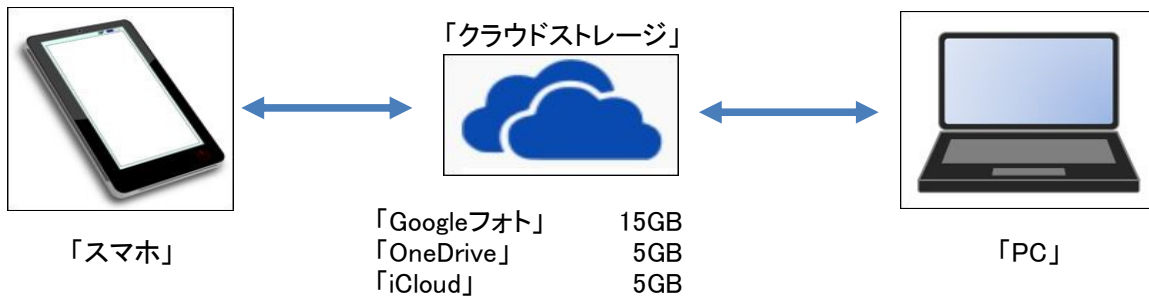 「クラウドストレージ」
「スマホ」
「Googleフォト」 15GB
「OneDrive」 5GB
「iCloud」 5GB
「PC」